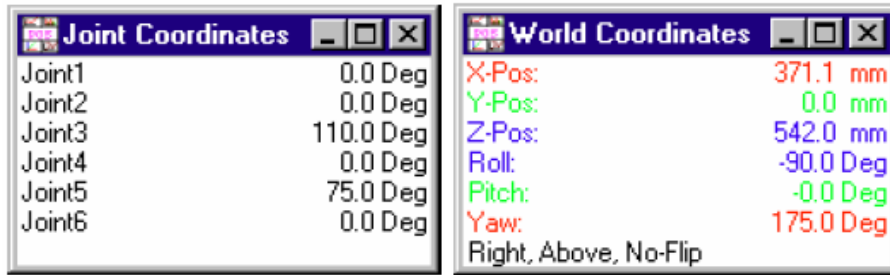 Joint Coordinates
Joint1 0.0 Deg
Joint2 0.0 Deg
Joint3 110.0 Deg
Joint4 0.0 Deg
Joint5 75.0 Deg
Joint6 0.0 Deg
World Coordinates
X-Pos: 371.1 mm
Y-Pos: 0.0 mm
Z-Pos: 542.0 mm
Roll: -90.0 Deg
Pitch: -0.0 Deg
Yaw: 175.0 Deg
Right, Above, No-Flip